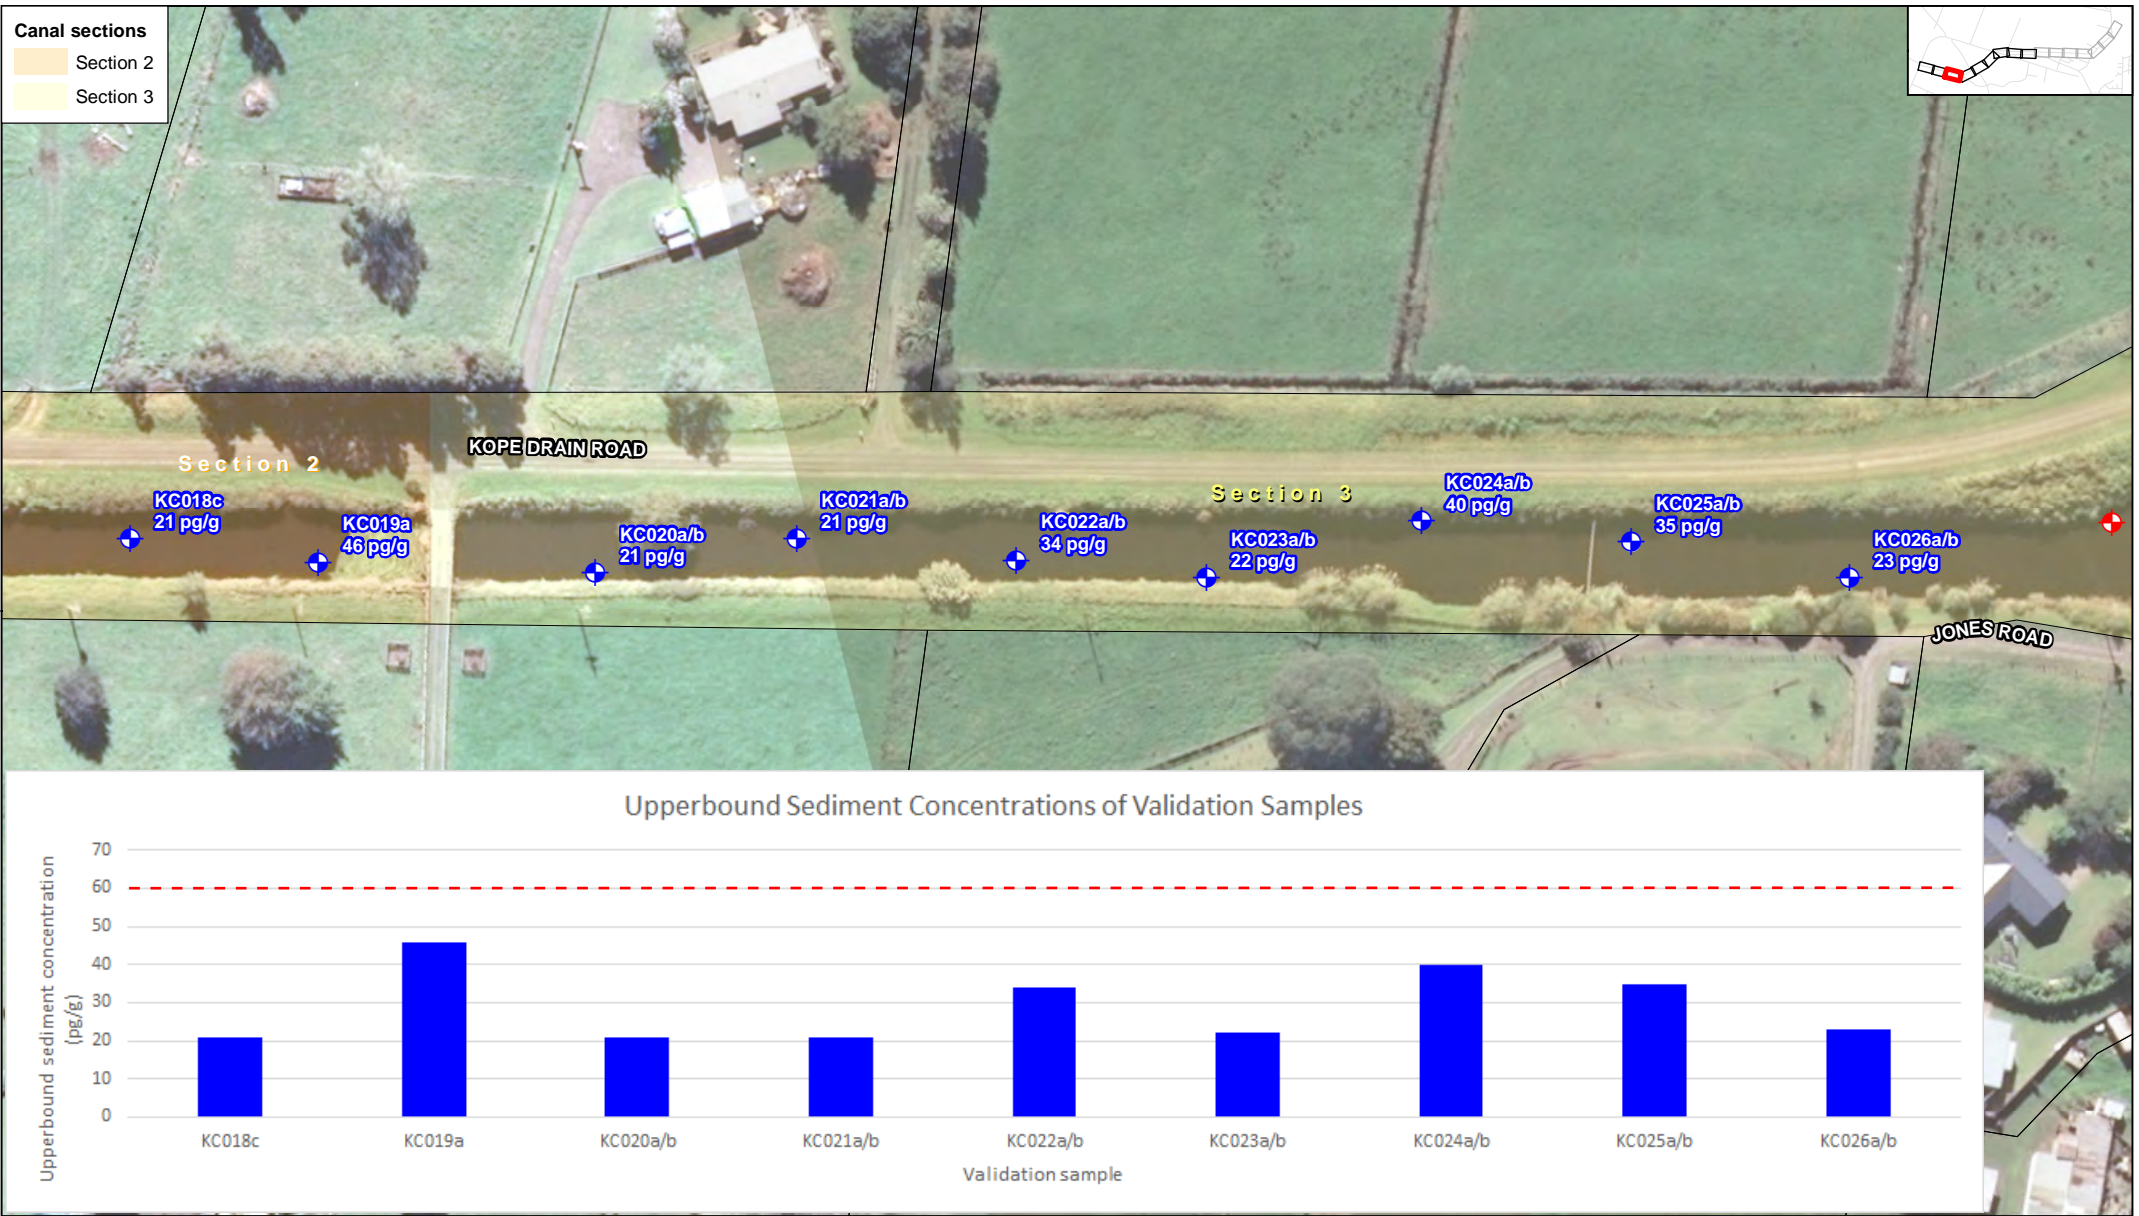 Canal sections
Section 2
Section 3
KOPE DRAIN ROAD
Section 2
Section 3
KC018c
21 pg/g
KC019a
46 pg/g
KC020a/b
21 pg/g
KC021a/b
21 pg/g
KC022a/b
34 pg/g
KC023a/b
22 pg/g
KC024a/b
40 pg/g
KC025a/b
35 pg/g
KC026a/b
23 pg/g
JONES ROAD
Upperbound Sediment Concentrations of Validation Samples
Upperbound sediment concentration
(pg/g)
70
60
50
40
30
20
10
0
KC018c
KC019a
KC020a/b
KC021a/b
KC022a/b
KC023a/b
KC024a/b
KC025a/b
KC026a/b
Validation sample